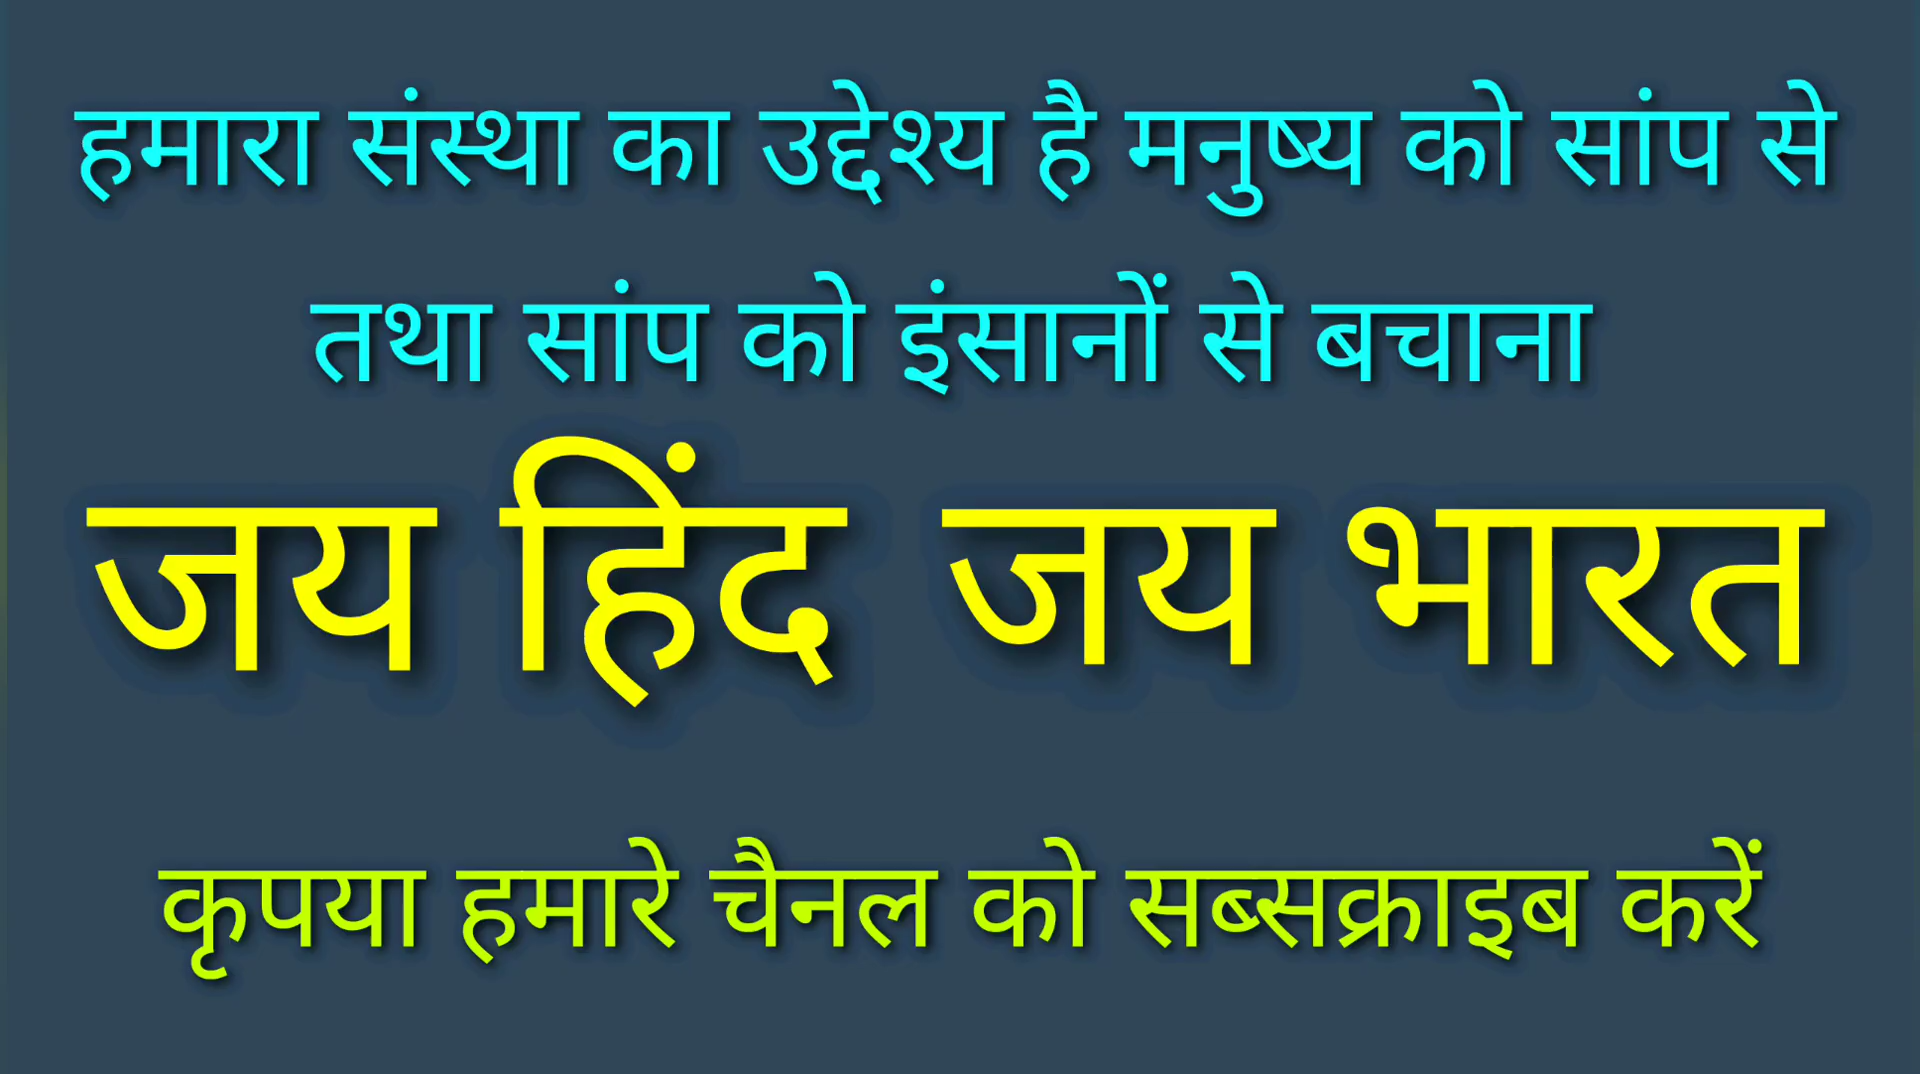 हमारा संस्था का उद्देश्य है मनुष्य को सांप से
तथा सांप को इंसानों से बचाना
जय हिंद जय भारत
कृपया हमारे चैनल को सब्सक्राइब करें